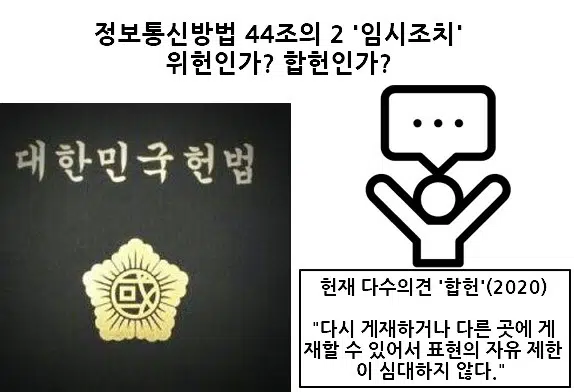 정보통신방법 44조의 2 '임시조치'
위헌인가? 합헌인가?
대한민국헌법
헌재 다수의견 '합헌'(2020)
"다시 게재하거나 다른 곳에 게
재할 수 있어서 표현의 자유 제한
이 심대하지 않다."